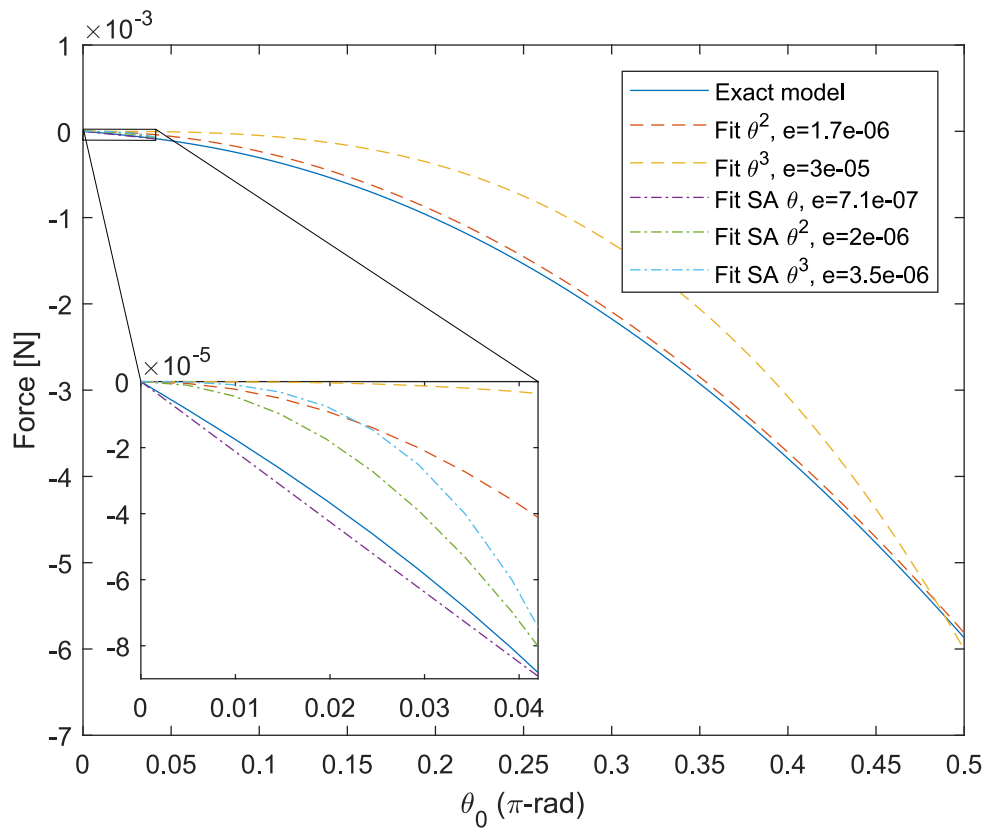 ×10⁻³
1
0
-1
-2
-3
-4
-5
-6
-7
Force [N]
Exact model
Fit θ², e=1.7e-06
Fit θ³, e=3e-05
Fit SA θ, e=7.1e-07
Fit SA θ², e=2e-06
Fit SA θ³, e=3.5e-06
×10⁻⁵
0
-2
-4
-6
-8
0 0.01 0.02 0.03 0.04
0 0.05 0.1 0.15 0.2 0.25 0.3 0.35 0.4 0.45 0.5
θ₀ (π-rad)